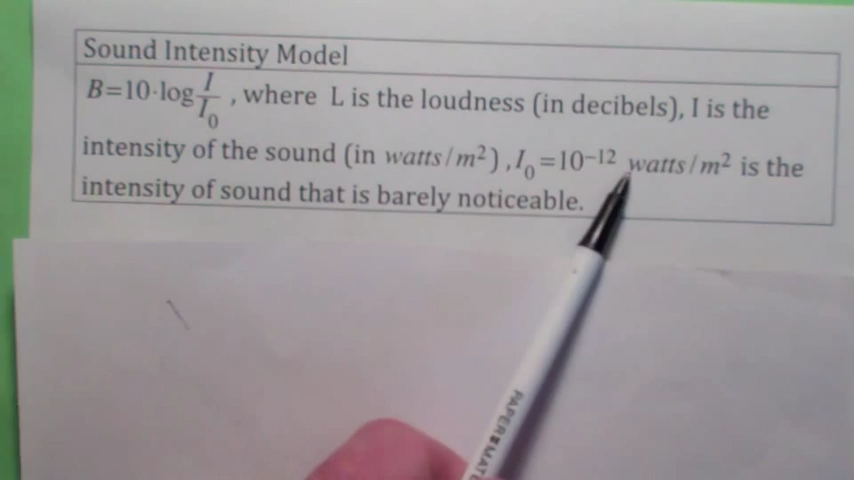 Sound Intensity Model
B=10·log I/I₀ , where L is the loudness (in decibels), I is the
intensity of the sound (in watts/m²) , I₀=10⁻¹² watts/m² is the
intensity of sound that is barely noticeable.
PAPER MATE